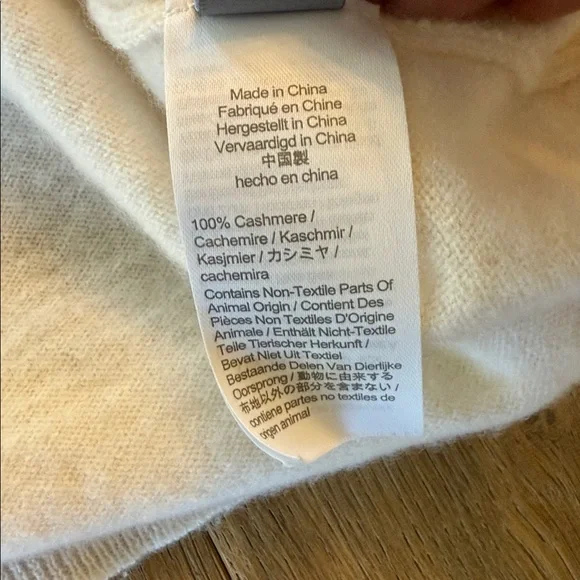 Made in China
Fabriqué en Chine
Hergestellt in China
Vervaardigd in China
中国製
hecho en china
100% Cashmere /
Cachemire / Kaschmir /
Kasjmier / カシミヤ /
cachemira
Contains Non-Textile Parts Of
Animal Origin / Contient Des
Pièces Non Textiles D'Origine
Animale / Enthält Nicht-Textile
Teile Tierischer Herkunft /
Bevat Niet Uit Textiel
Bestaande Delen Van Dierlijke
Oorsprong / 動物に由来する
布地以外の部分を含まない /
contiene partes no textiles de
origen animal